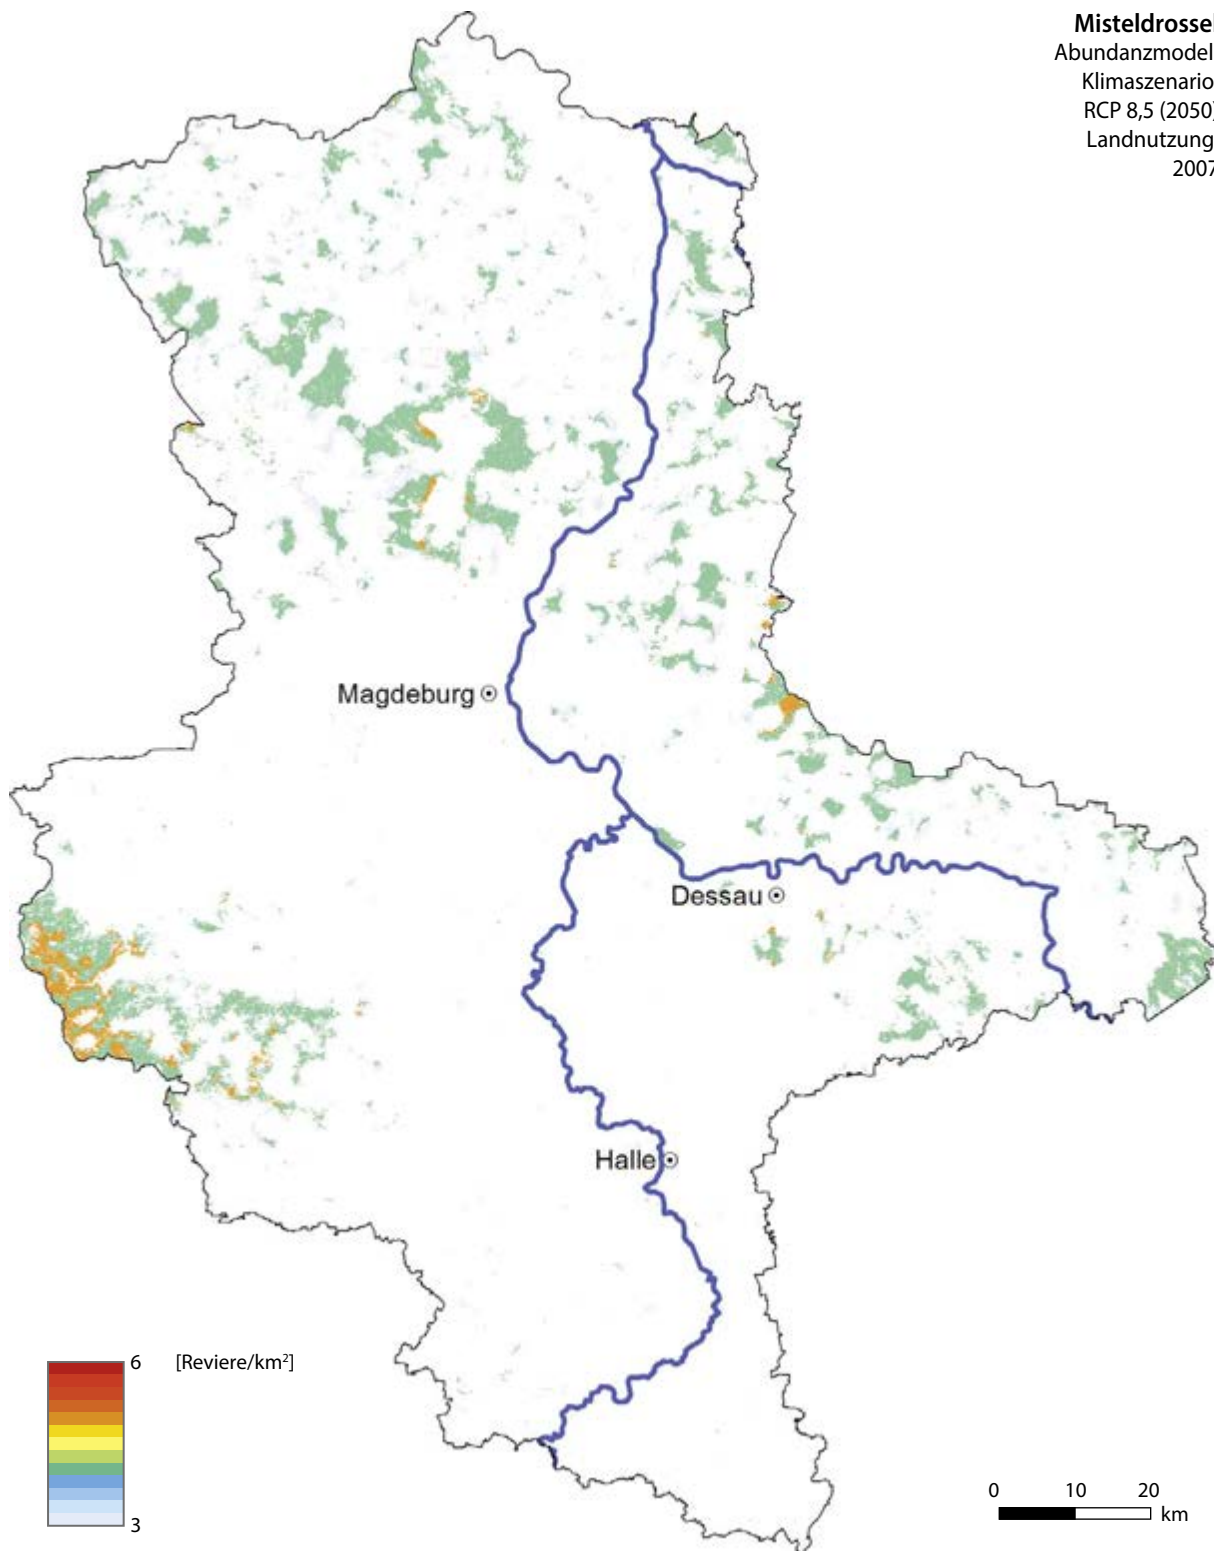 Misteldrossel
Abundanzmodel
Klimaszenario
RCP 8,5 (2050)
Landnutzung
2007
Magdeburg
Dessau
Halle
6 [Reviere/km²]
3
0 10 20
km